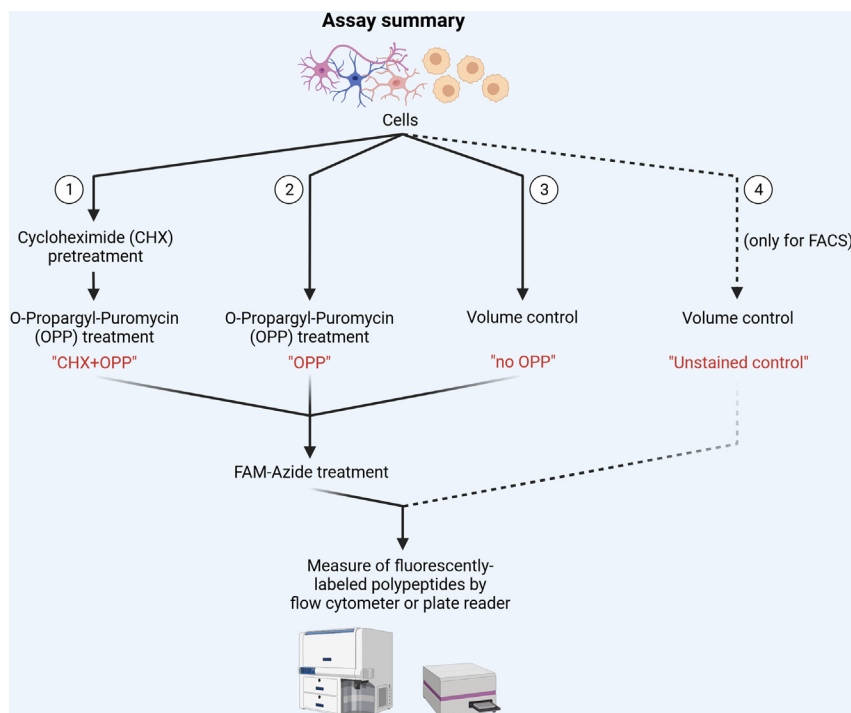 Assay summary
Cells
1
2
3
4
Cycloheximide (CHX)
pretreatment
(only for FACS)
O-Propargyl-Puromycin
(OPP) treatment
"CHX+OPP"
O-Propargyl-Puromycin
(OPP) treatment
"OPP"
Volume control
"no OPP"
Volume control
"Unstained control"
FAM-Azide treatment
Measure of fluorescently-
labeled polypeptides by
flow cytometer or plate reader